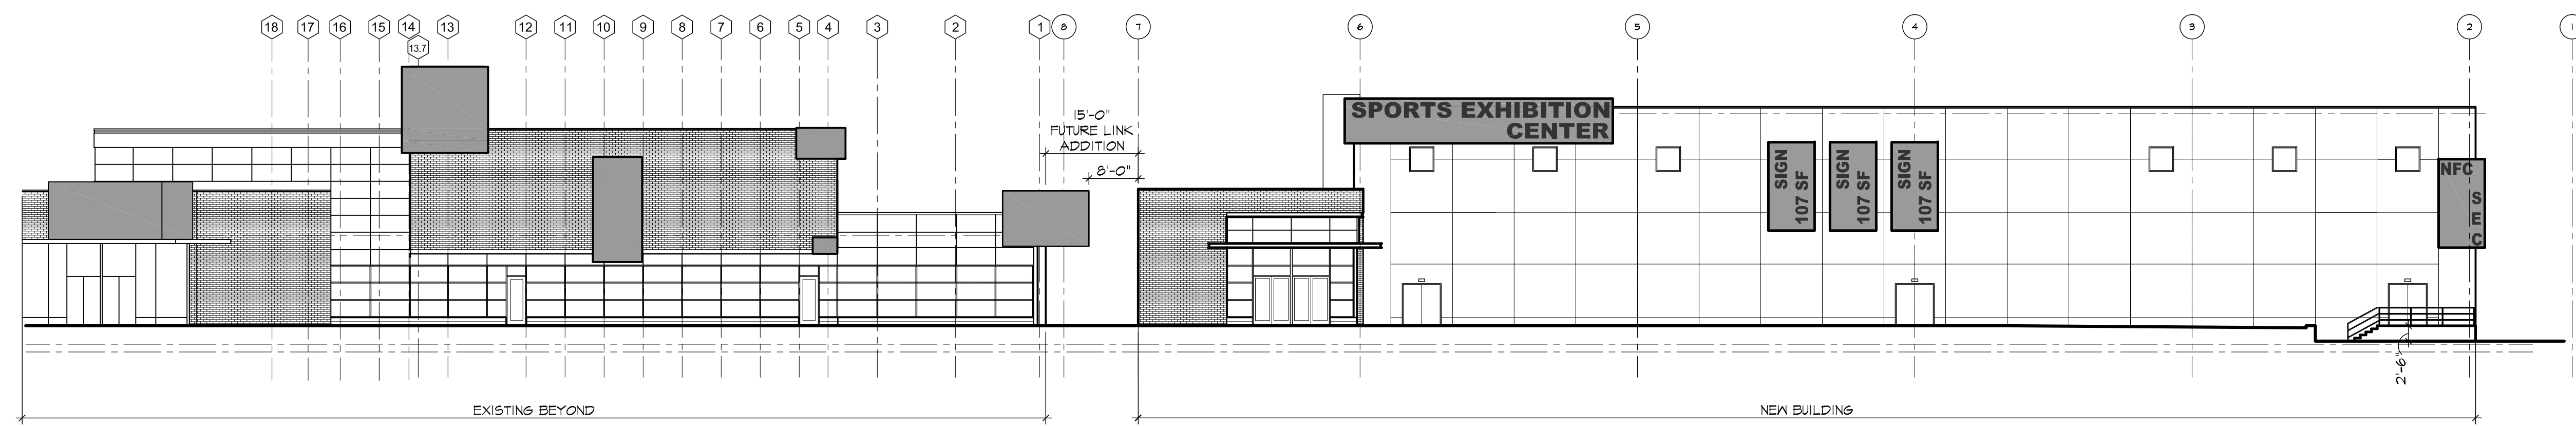 18
17
16
15
14
13.7
13
12
11
10
9
8
7
6
5
4
3
2
1
8
7
6
5
4
3
2
1
15'-0"
FUTURE LINK
ADDITION
8'-0"
SPORTS EXHIBITION
CENTER
SIGN
107 SF
SIGN
107 SF
SIGN
107 SF
NFC
SEC
2'-6"
EXISTING BEYOND
NEW BUILDING